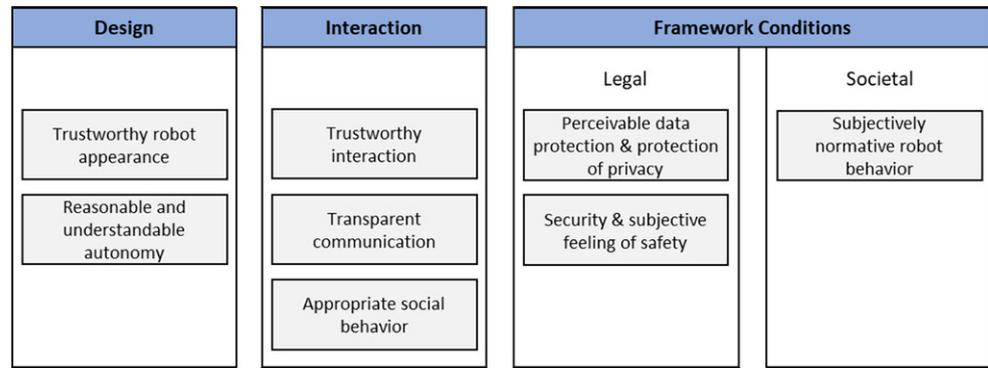 Design
Trustworthy robot
appearance
Reasonable and
understandable
autonomy
Interaction
Trustworthy
interaction
Transparent
communication
Appropriate social
behavior
Framework Conditions
Legal
Perceivable data
protection & protection
of privacy
Security & subjective
feeling of safety
Societal
Subjectively
normative robot
behavior